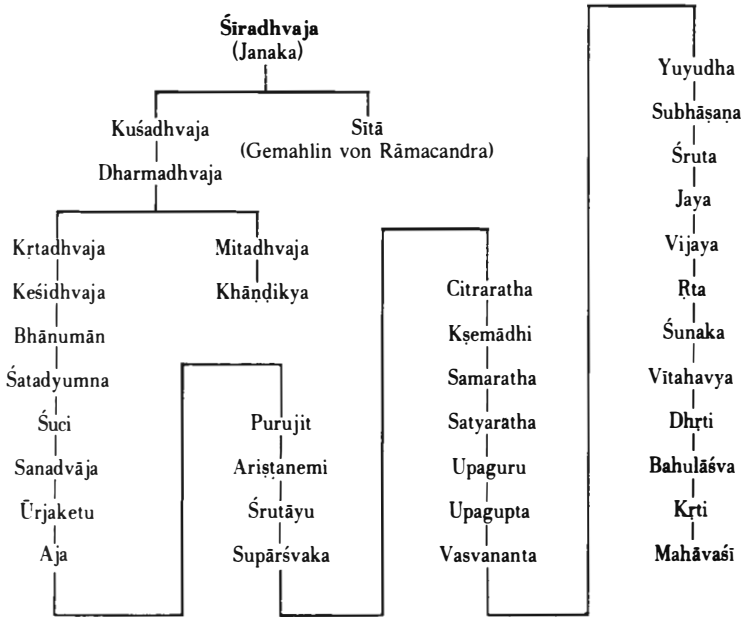 Śīradhvaja
(Janaka)
Kuśadhvaja
Sītā
(Gemahlin von Rāmacandra)
Dharmadhvaja
Kṛtadhvaja
Mitadhvaja
Keśidhvaja
Khāṇḍikya
Bhānumān
Śatadyumna
Śuci
Sanadvāja
Ūrjaketu
Aja
Purujit
Ariṣṭanemi
Śrutāyu
Supārśvaka
Citraratha
Kṣemādhi
Samaratha
Satyaratha
Upaguru
Upagupta
Vasvananta
Yuyudha
Subhāṣaṇa
Śruta
Jaya
Vijaya
Ṛta
Śunaka
Vītahavya
Dhṛti
Bahulāśva
Kṛti
Mahāvaśī